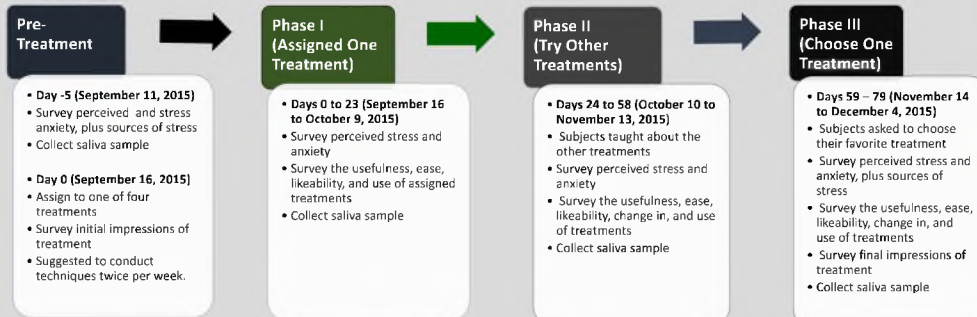 Pre-
Treatment
• Day -5 (September 11, 2015)
• Survey perceived and stress
anxiety, plus sources of stress
• Collect saliva sample
• Day 0 (September 16, 2015)
• Assign to one of four
treatments
• Survey initial impressions of
treatment
• Suggested to conduct
techniques twice per week.
Phase I
(Assigned One
Treatment)
• Days 0 to 23 (September 16
to October 9, 2015)
• Survey perceived stress and
anxiety
• Survey the usefulness, ease,
likeability, and use of assigned
treatments
• Collect saliva sample
Phase II
(Try Other
Treatments)
• Days 24 to 58 (October 10 to
November 13, 2015)
• Subjects taught about the
other treatments
• Survey perceived stress and
anxiety
• Survey the usefulness, ease,
likeability, change in, and use
of treatments
• Collect saliva sample
Phase III
(Choose One
Treatment)
• Days 59 – 79 (November 14
to December 4, 2015)
• Subjects asked to choose
their favorite treatment
• Survey perceived stress and
anxiety, plus sources of
stress
• Survey the usefulness, ease,
likeability, change in, and
use of treatments
• Survey final impressions of
treatment
• Collect saliva sample